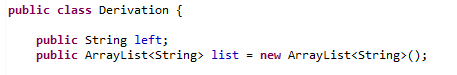 public class Derivation {
public String left;
public ArrayList<String> list = new ArrayList<String>();